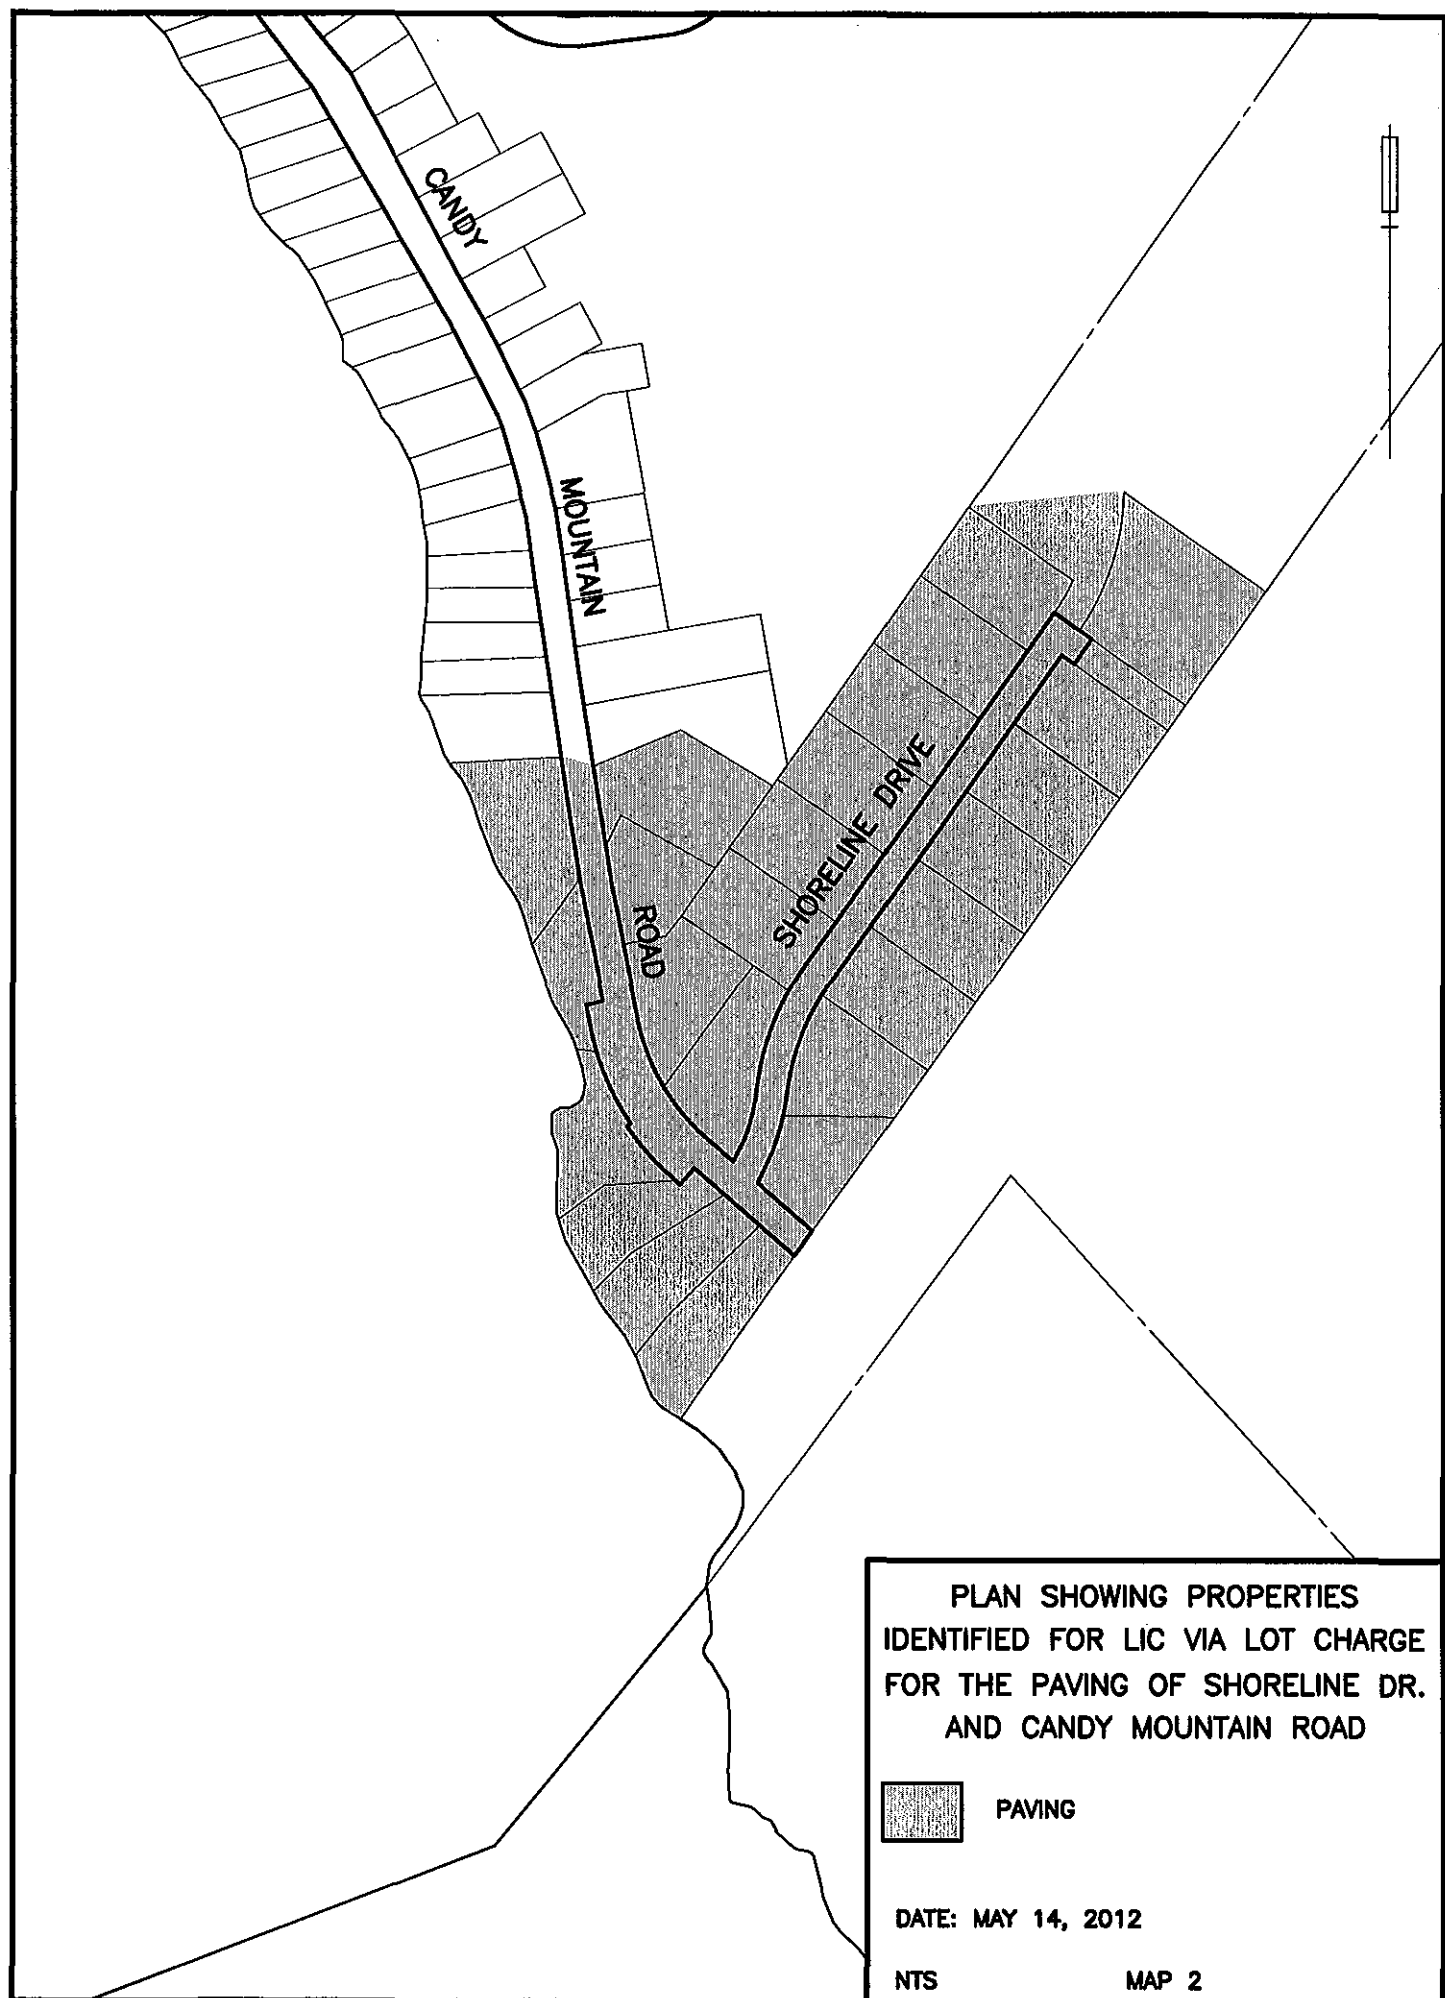 CANDY
MOUNTAIN
ROAD
SHORELINE DRIVE
PLAN SHOWING PROPERTIES
IDENTIFIED FOR LIC VIA LOT CHARGE
FOR THE PAVING OF SHORELINE DR.
AND CANDY MOUNTAIN ROAD
PAVING
DATE: MAY 14, 2012
NTS MAP 2